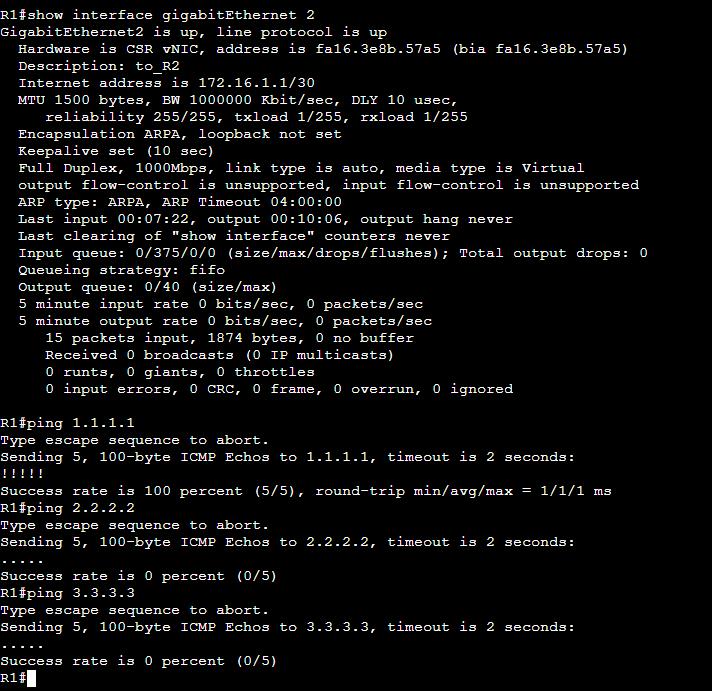 R1#show interface gigabitEthernet 2
GigabitEthernet2 is up, line protocol is up
  Hardware is CSR vNIC, address is fa16.3e8b.57a5 (bia fa16.3e8b.57a5)
  Description: to_R2
  Internet address is 172.16.1.1/30
  MTU 1500 bytes, BW 1000000 Kbit/sec, DLY 10 usec,
     reliability 255/255, txload 1/255, rxload 1/255
  Encapsulation ARPA, loopback not set
  Keepalive set (10 sec)
  Full Duplex, 1000Mbps, link type is auto, media type is Virtual
  output flow-control is unsupported, input flow-control is unsupported
  ARP type: ARPA, ARP Timeout 04:00:00
  Last input 00:07:22, output 00:10:06, output hang never
  Last clearing of "show interface" counters never
  Input queue: 0/375/0/0 (size/max/drops/flushes); Total output drops: 0
  Queueing strategy: fifo
  Output queue: 0/40 (size/max)
  5 minute input rate 0 bits/sec, 0 packets/sec
  5 minute output rate 0 bits/sec, 0 packets/sec
     15 packets input, 1874 bytes, 0 no buffer
     Received 0 broadcasts (0 IP multicasts)
     0 runts, 0 giants, 0 throttles
     0 input errors, 0 CRC, 0 frame, 0 overrun, 0 ignored
R1#ping 1.1.1.1
Type escape sequence to abort.
Sending 5, 100-byte ICMP Echos to 1.1.1.1, timeout is 2 seconds:
!!!!!
Success rate is 100 percent (5/5), round-trip min/avg/max = 1/1/1 ms
R1#ping 2.2.2.2
Type escape sequence to abort.
Sending 5, 100-byte ICMP Echos to 2.2.2.2, timeout is 2 seconds:
.....
Success rate is 0 percent (0/5)
R1#ping 3.3.3.3
Type escape sequence to abort.
Sending 5, 100-byte ICMP Echos to 3.3.3.3, timeout is 2 seconds:
.....
Success rate is 0 percent (0/5)
R1#